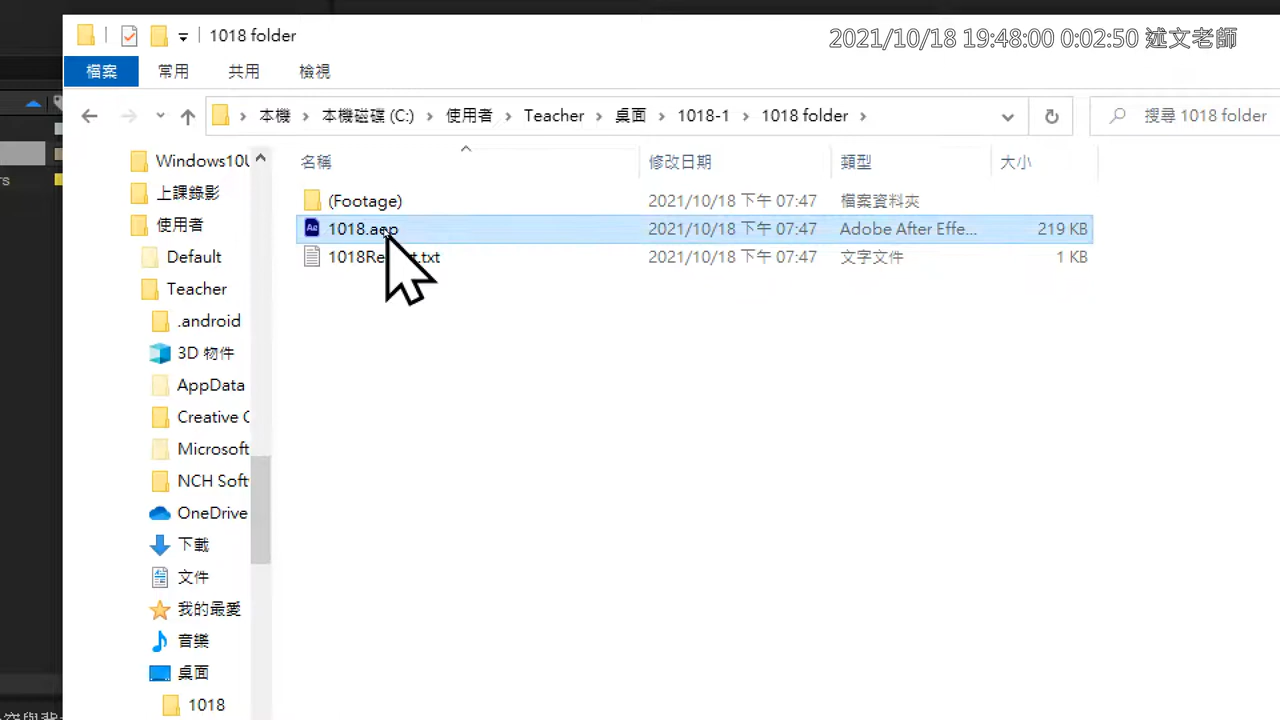 1018 folder
2021/10/18 19:48:00 0:02:50 述文老師
檔案 常用 共用 檢視
本機 本機磁碟 (C:) 使用者 Teacher 桌面 1018-1 1018 folder 搜尋 1018 folder
名稱 修改日期 類型 大小
(Footage) 2021/10/18 下午 07:47 檔案資料夾
1018.aep 2021/10/18 下午 07:47 Adobe After Effe... 219 KB
2021/10/18 下午 07:47 文字文件 1 KB
上課錄影
使用者
Default
Teacher
.android
3D 物件
AppData
Creative
Microsoft
NCH
OneDrive
下載
文件
我的最愛
音樂
桌面
1018